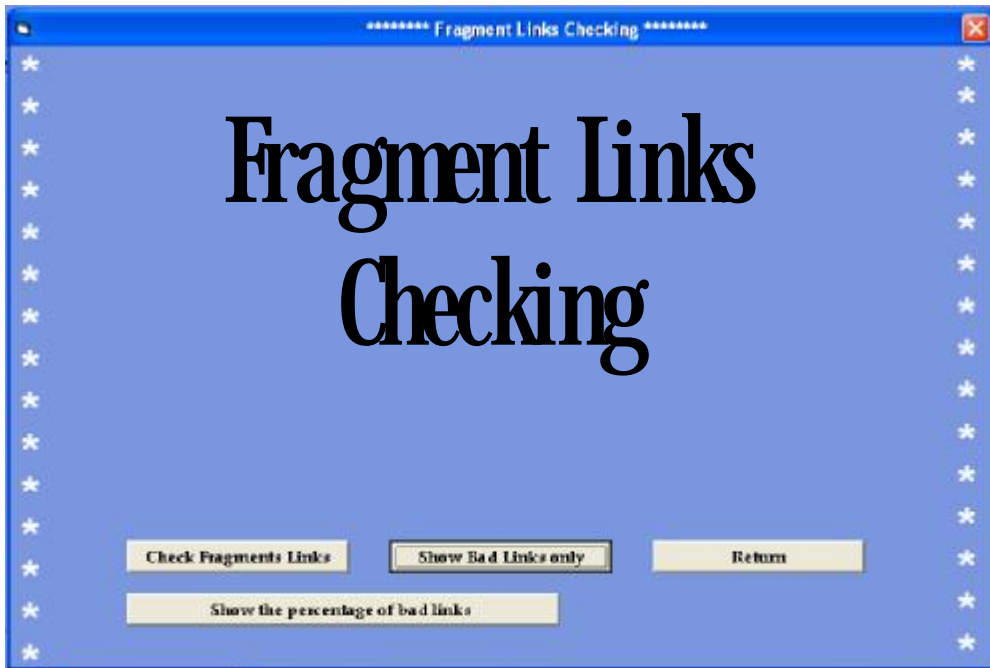 ******** Fragment Links Checking ********
Fragment Links
Checking
Check Fragments Links
Show Bad Links only
Return
Show the percentage of bad links